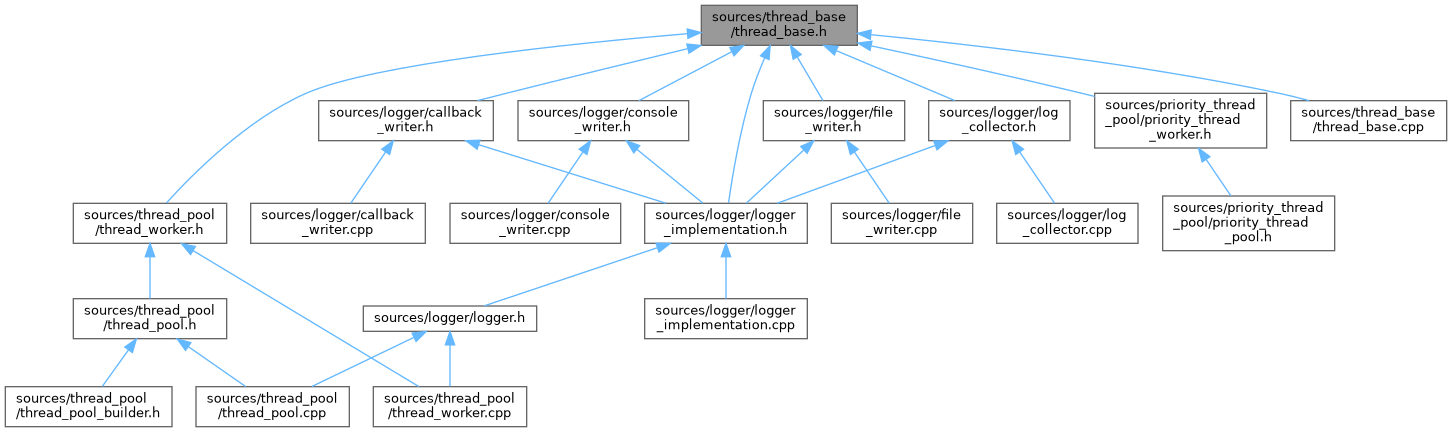 sources/thread_base
/thread_base.h
sources/logger/callback
_writer.h
sources/logger/console
_writer.h
sources/logger/file
_writer.h
sources/logger/log
_collector.h
sources/priority_thread
_pool/priority_thread
_worker.h
sources/thread_base
/thread_base.cpp
sources/thread_pool
/thread_worker.h
sources/logger/callback
_writer.cpp
sources/logger/console
_writer.cpp
sources/logger/logger
_implementation.h
sources/logger/file
_writer.cpp
sources/logger/log
_collector.cpp
sources/priority_thread
_pool/priority_thread
_pool.h
sources/thread_pool
/thread_pool.h
sources/logger/logger.h
sources/logger/logger
_implementation.cpp
sources/thread_pool
/thread_pool_builder.h
sources/thread_pool
/thread_pool.cpp
sources/thread_pool
/thread_worker.cpp